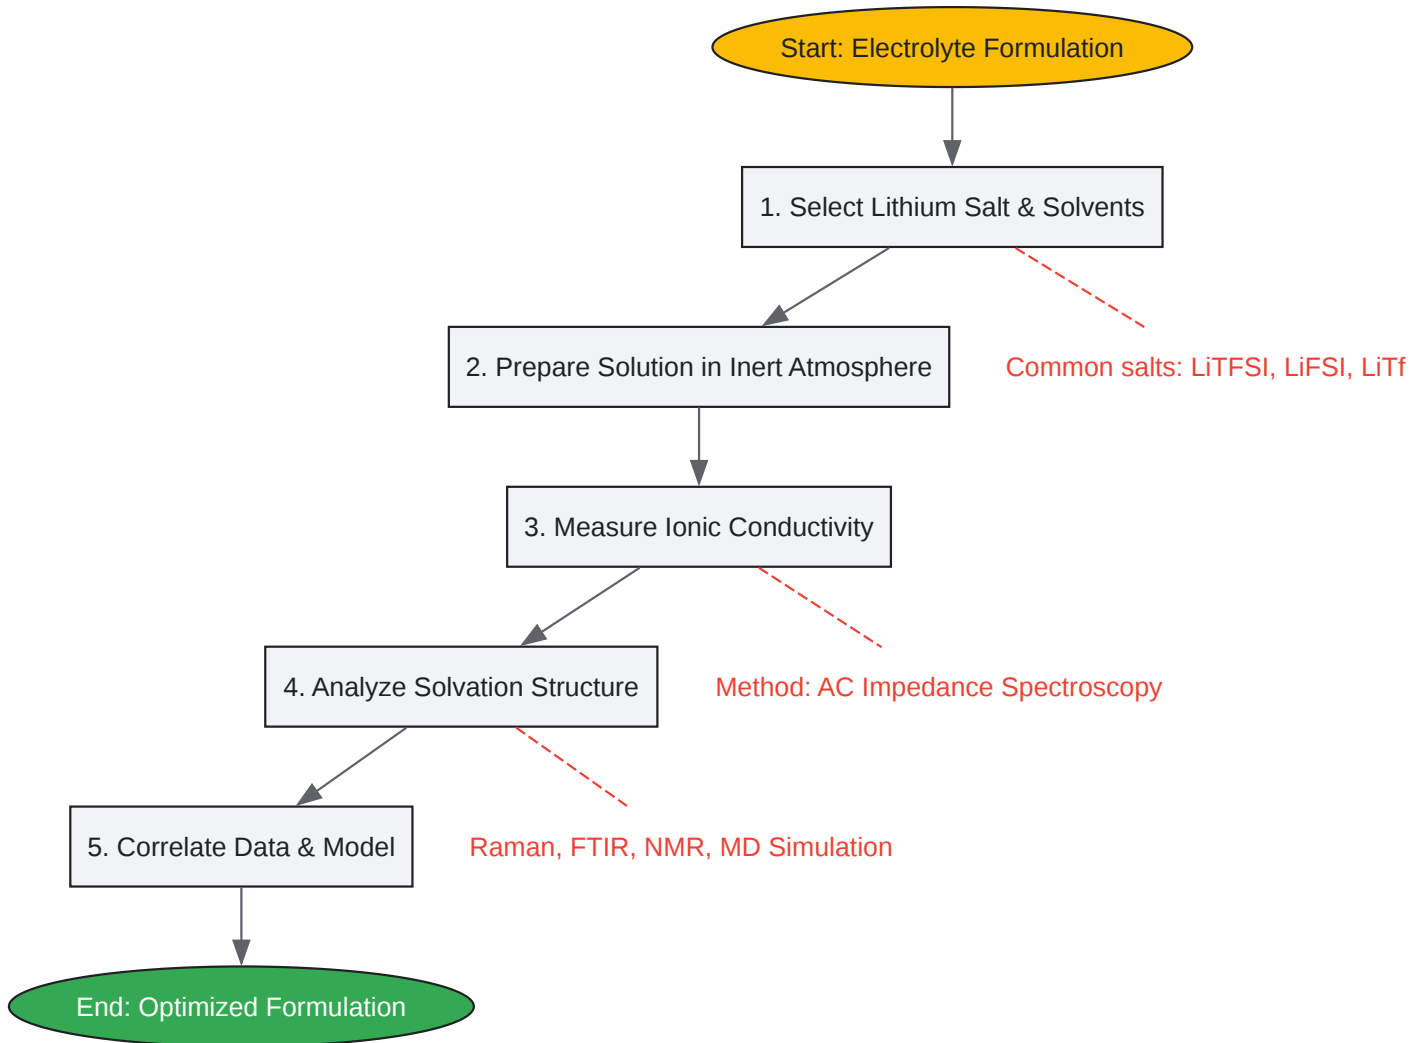 Start: Electrolyte Formulation
1. Select Lithium Salt & Solvents
2. Prepare Solution in Inert Atmosphere
Common salts: LiTFSI, LiFSI, LiTf
3. Measure Ionic Conductivity
4. Analyze Solvation Structure
Method: AC Impedance Spectroscopy
5. Correlate Data & Model
Raman, FTIR, NMR, MD Simulation
End: Optimized Formulation